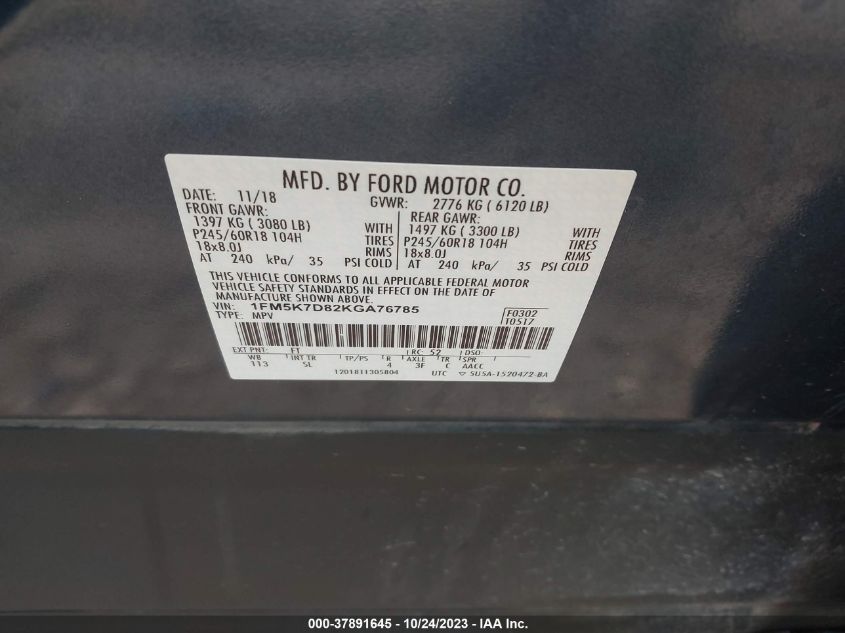 MFD. BY FORD MOTOR CO.
DATE: 11/18 GVWR: 2776 KG ( 6120 LB)
FRONT GAWR: REAR GAWR:
1397 KG ( 3080 LB) WITH 1497 KG ( 3300 LB) WITH
P245/60R18 104H TIRES P245/60R18 104H TIRES
18x8.0J RIMS 18x8.0J RIMS
AT 240 kPa/ 35 PSI COLD AT 240 kPa/ 35 PSI COLD
THIS VEHICLE CONFORMS TO ALL APPLICABLE FEDERAL MOTOR
VEHICLE SAFETY STANDARDS IN EFFECT ON THE DATE OF
MANUFACTURE SHOWN ABOVE.
VIN: 1FM5K7D82KGA76785 F0302
TYPE: MPV T0517
EXT PNT: FT RC: 52 DSO:
WB INT TR TP/PS R AXLE TR SPR
113 SL 4 3F C AACC
1201811305804 UTC ▽ SU5A-1520472-BA
000-37891645 - 10/24/2023 - IAA Inc.